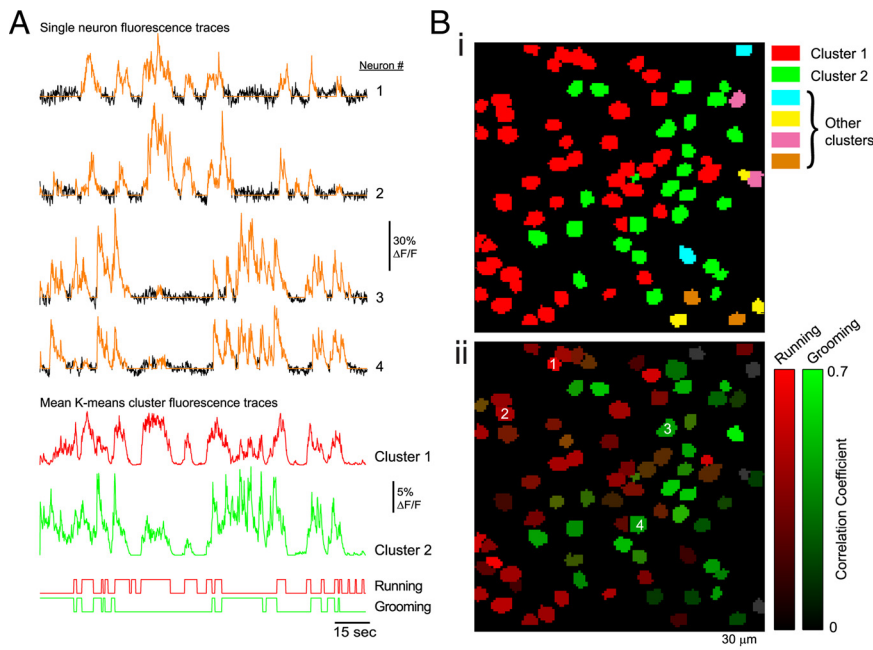 A
Single neuron fluorescence traces
Neuron #
1
2
30%
ΔF/F
3
4
Mean K-means cluster fluorescence traces
Cluster 1
5%
ΔF/F
Cluster 2
Running
Grooming
15 sec
B
i
Cluster 1
Cluster 2
Other
clusters
ii
1
2
3
4
30 µm
Running
Grooming
0.7
Correlation Coefficient
0